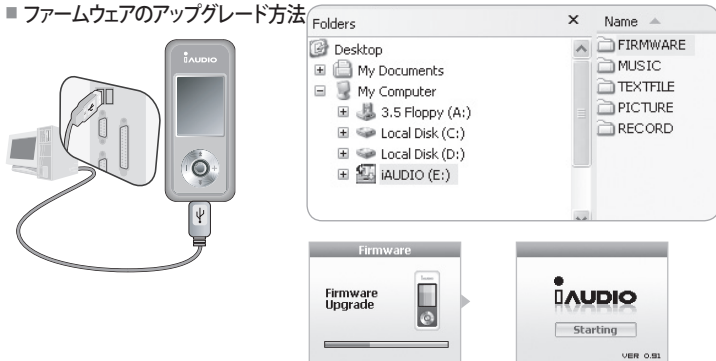 ■ ファームウェアのアップグレード方法
iAUDIO
Folders
Name
Desktop
My Documents
My Computer
3.5 Floppy (A:)
Local Disk (C:)
Local Disk (D:)
iAUDIO (E:)
FIRMWARE
MUSIC
TEXTFILE
PICTURE
RECORD
Firmware
Firmware
Upgrade
iAUDIO
Starting
VER 0.51